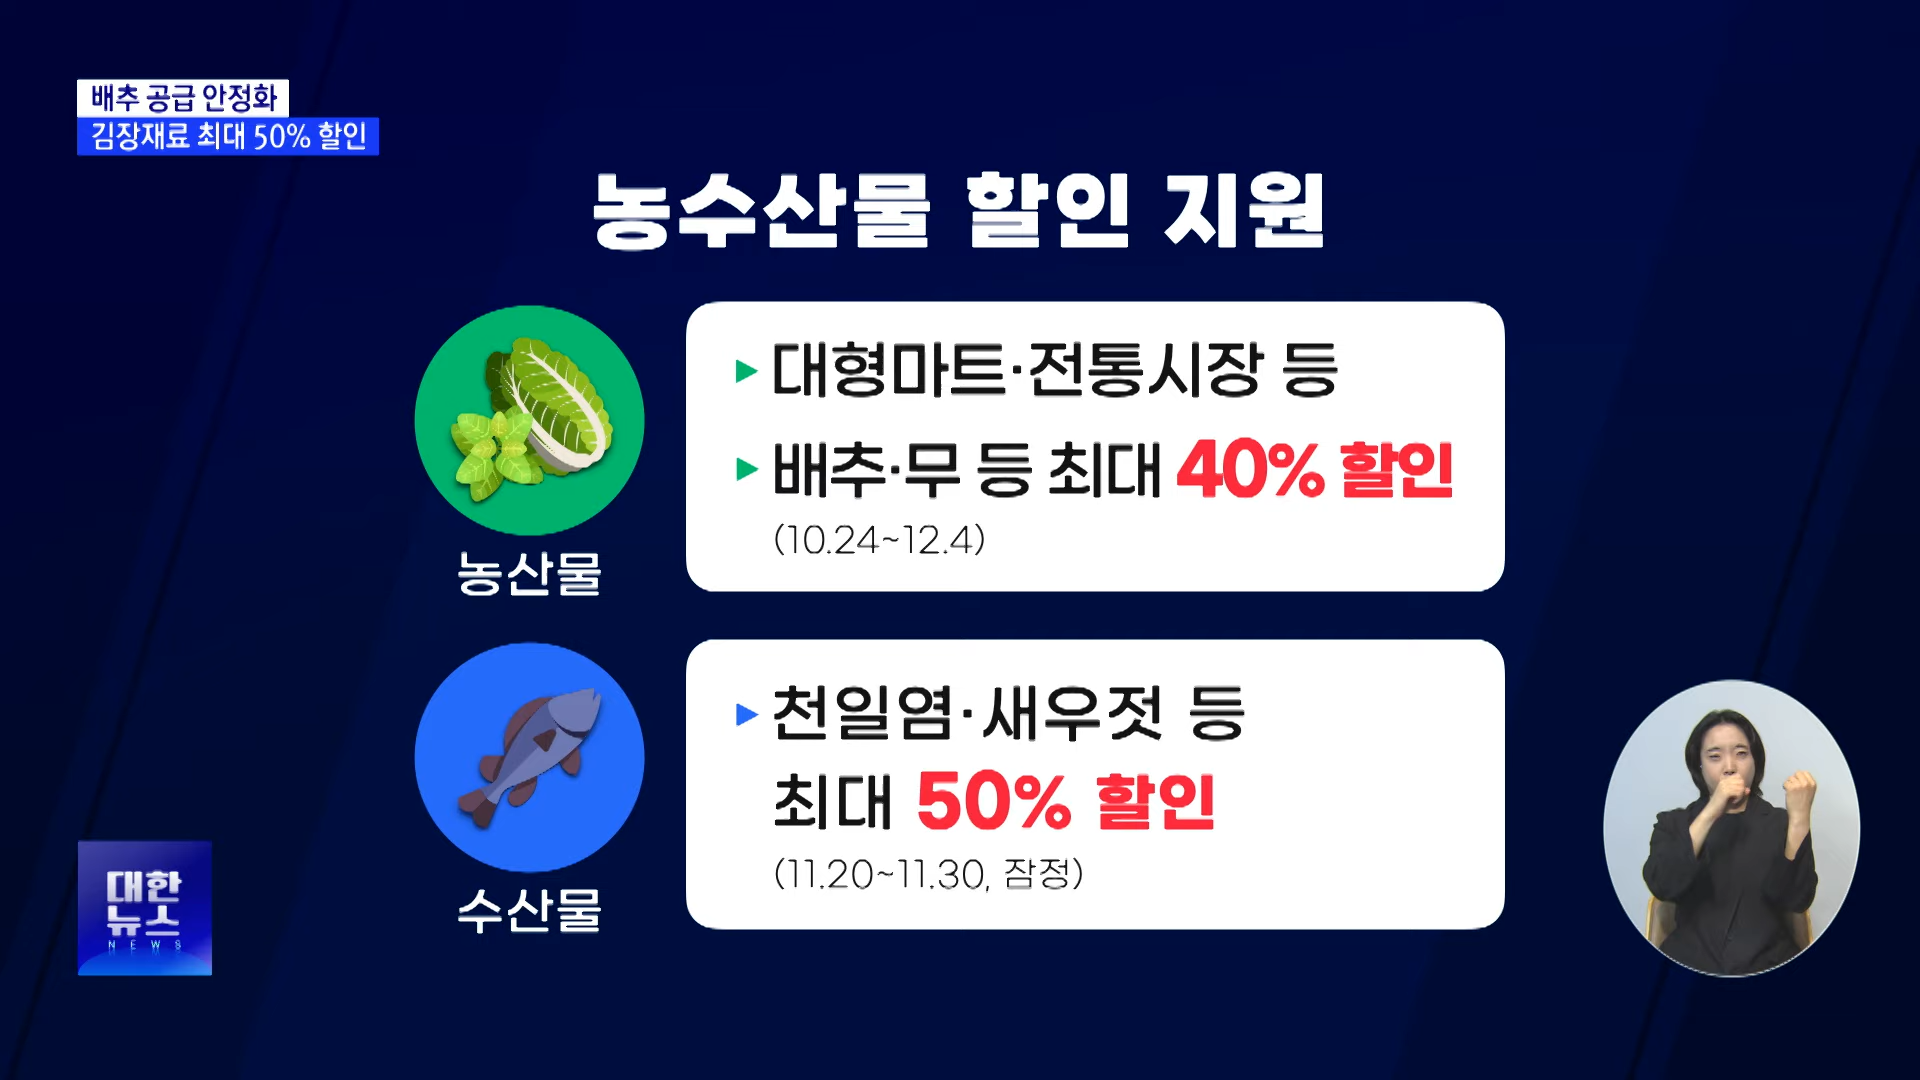 배추 공급 안정화
김장재료 최대 50% 할인
농수산물 할인 지원
▶ 대형마트·전통시장 등
▶ 배추·무 등 최대 40% 할인
(10.24~12.4)
농산물
▶ 천일염·새우젓 등
최대 50% 할인
(11.20~11.30, 잠정)
수산물
대한
뉴스
NEWS